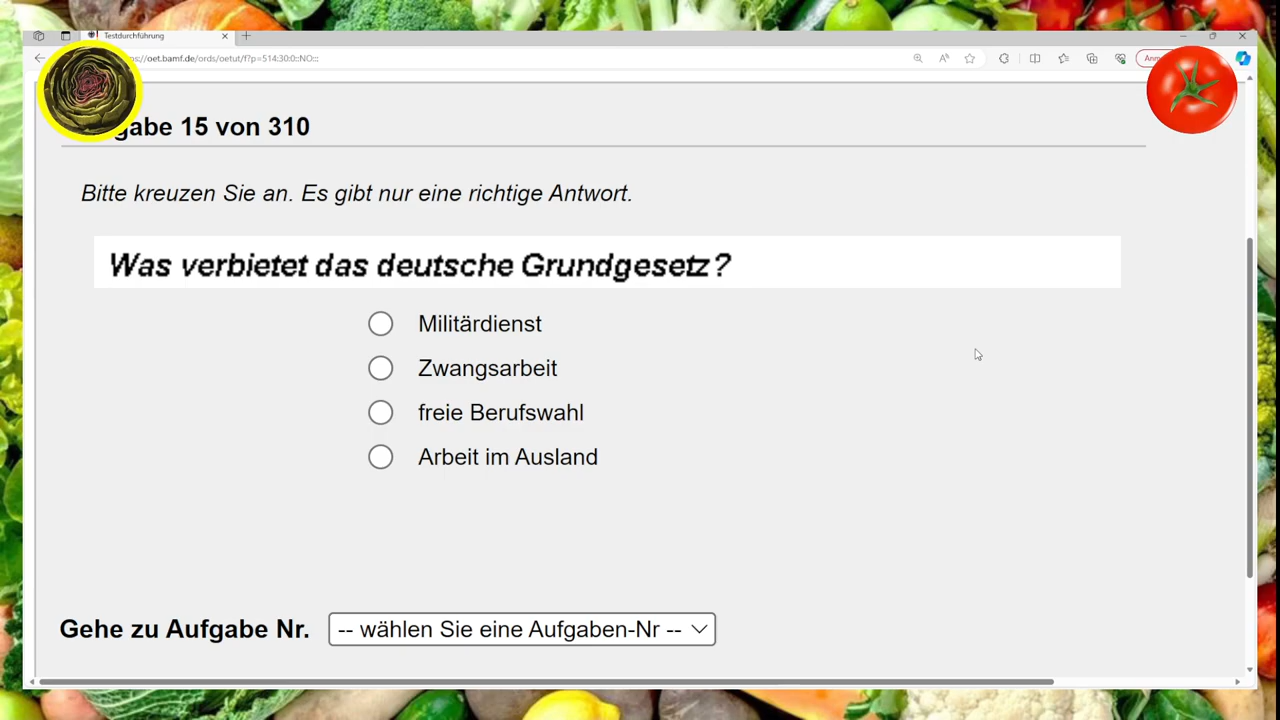 Testdurchführung
oet.bamf.de/ords/oetut/f?p=514:30:0::NO:::
gabe 15 von 310
Bitte kreuzen Sie an. Es gibt nur eine richtige Antwort.
Was verbietet das deutsche Grundgesetz?
Militärdienst
Zwangsarbeit
freie Berufswahl
Arbeit im Ausland
Gehe zu Aufgabe Nr. -- wählen Sie eine Aufgaben-Nr --